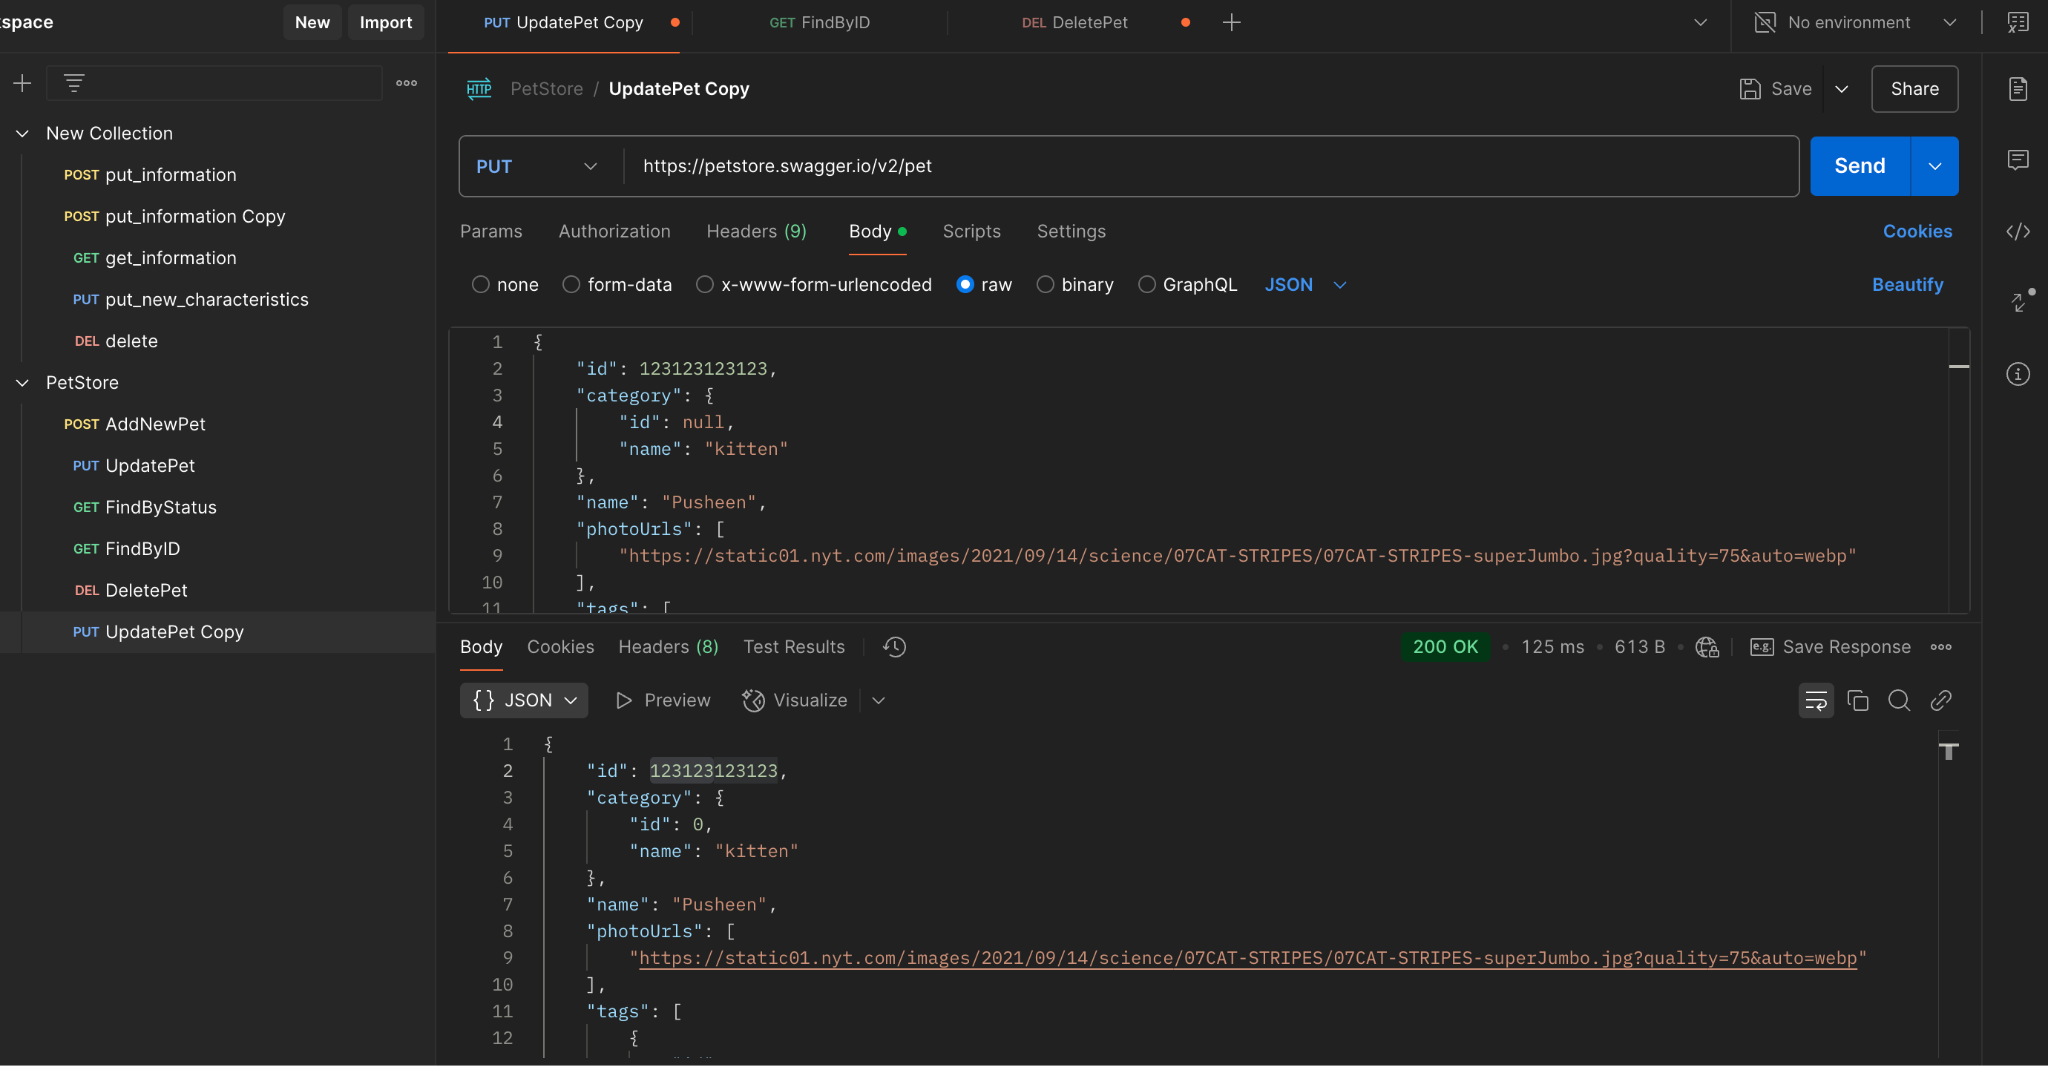 space
New
Import
PUT UpdatePet Copy
GET FindByID
DEL DeletePet
No environment
New Collection
POST put_information
POST put_information Copy
GET get_information
PUT put_new_characteristics
DEL delete
PetStore
POST AddNewPet
PUT UpdatePet
GET FindByStatus
GET FindByID
DEL DeletePet
PUT UpdatePet Copy
HTTP PetStore / UpdatePet Copy
Save
Share
PUT https://petstore.swagger.io/v2/pet
Send
Params Authorization Headers (9) Body Scripts Settings
Cookies
none form-data x-www-form-urlencoded raw binary GraphQL JSON
Beautify
1 {
2 "id": 123123123123,
3 "category": {
4 "id": null,
5 "name": "kitten"
6 },
7 "name": "Pusheen",
8 "photoUrls": [
9 "https://static01.nyt.com/images/2021/09/14/science/07CAT-STRIPES/07CAT-STRIPES-superJumbo.jpg?quality=75&auto=webp"
10 ],
11 "tags": [
Body Cookies Headers (8) Test Results
200 OK • 125 ms • 613 B •
e.g. Save Response
{} JSON Preview Visualize
1 {
2 "id": 123123123123,
3 "category": {
4 "id": 0,
5 "name": "kitten"
6 },
7 "name": "Pusheen",
8 "photoUrls": [
9 "https://static01.nyt.com/images/2021/09/14/science/07CAT-STRIPES/07CAT-STRIPES-superJumbo.jpg?quality=75&auto=webp"
10 ],
11 "tags": [
12 {